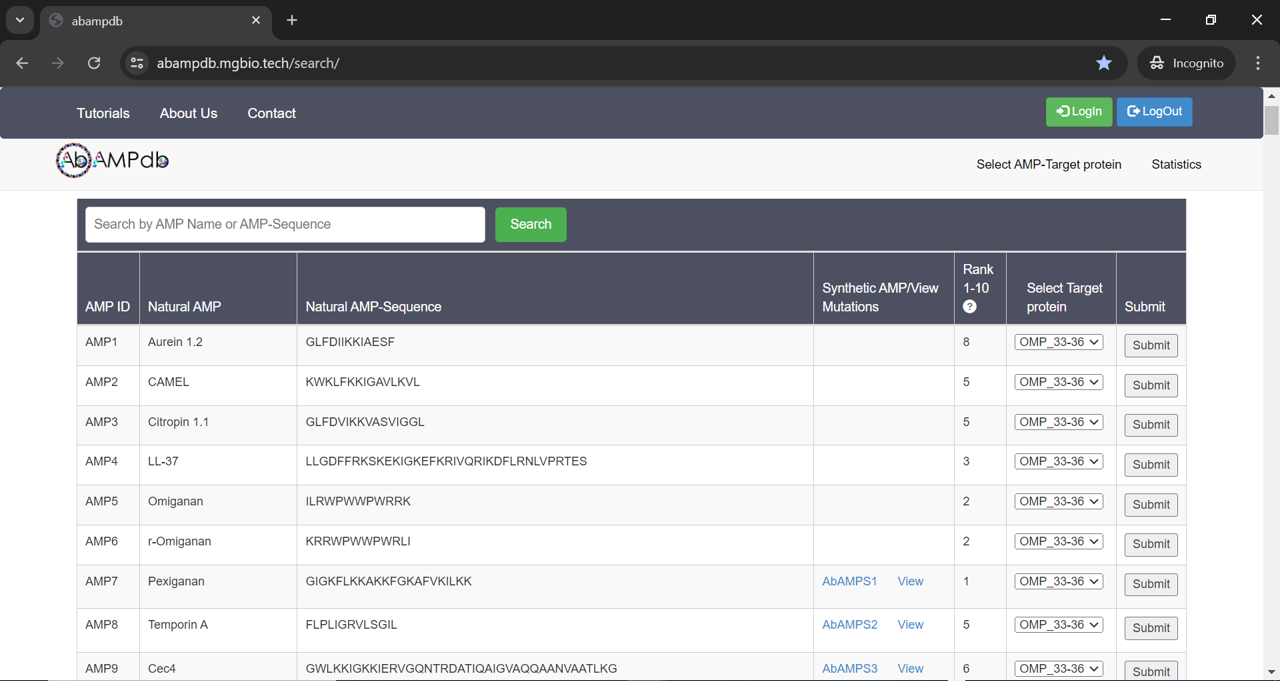 abampdb
abampdb.mgbio.tech/search/
Incognito
Tutorials About Us Contact LogIn LogOut
AbAMPdb Select AMP-Target protein Statistics
Search by AMP Name or AMP-Sequence Search
AMP ID Natural AMP Natural AMP-Sequence Synthetic AMP/View Mutations Rank 1-10 ? Select Target protein Submit
AMP1 Aurein 1.2 GLFDIIKKIAESF 8 OMP_33-36 Submit
AMP2 CAMEL KWKLFKKIGAVLKVL 5 OMP_33-36 Submit
AMP3 Citropin 1.1 GLFDVIKKVASVIGGL 5 OMP_33-36 Submit
AMP4 LL-37 LLGDFFRKSKEKIGKEFKRIVQRIKDFLRNLVPRTES 3 OMP_33-36 Submit
AMP5 Omiganan ILRWPWWPWRRK 2 OMP_33-36 Submit
AMP6 r-Omiganan KRRWPWWPWRLI 2 OMP_33-36 Submit
AMP7 Pexiganan GIGKFLKKAKKFGKAFVKILKK AbAMPS1 View 1 OMP_33-36 Submit
AMP8 Temporin A FLPLIGRVLSGIL AbAMPS2 View 5 OMP_33-36 Submit
AMP9 Cec4 GWLKKIGKKIERVGQNTRDATIQAIGVAQQAANVAATLKG AbAMPS3 View 6 OMP_33-36 Submit